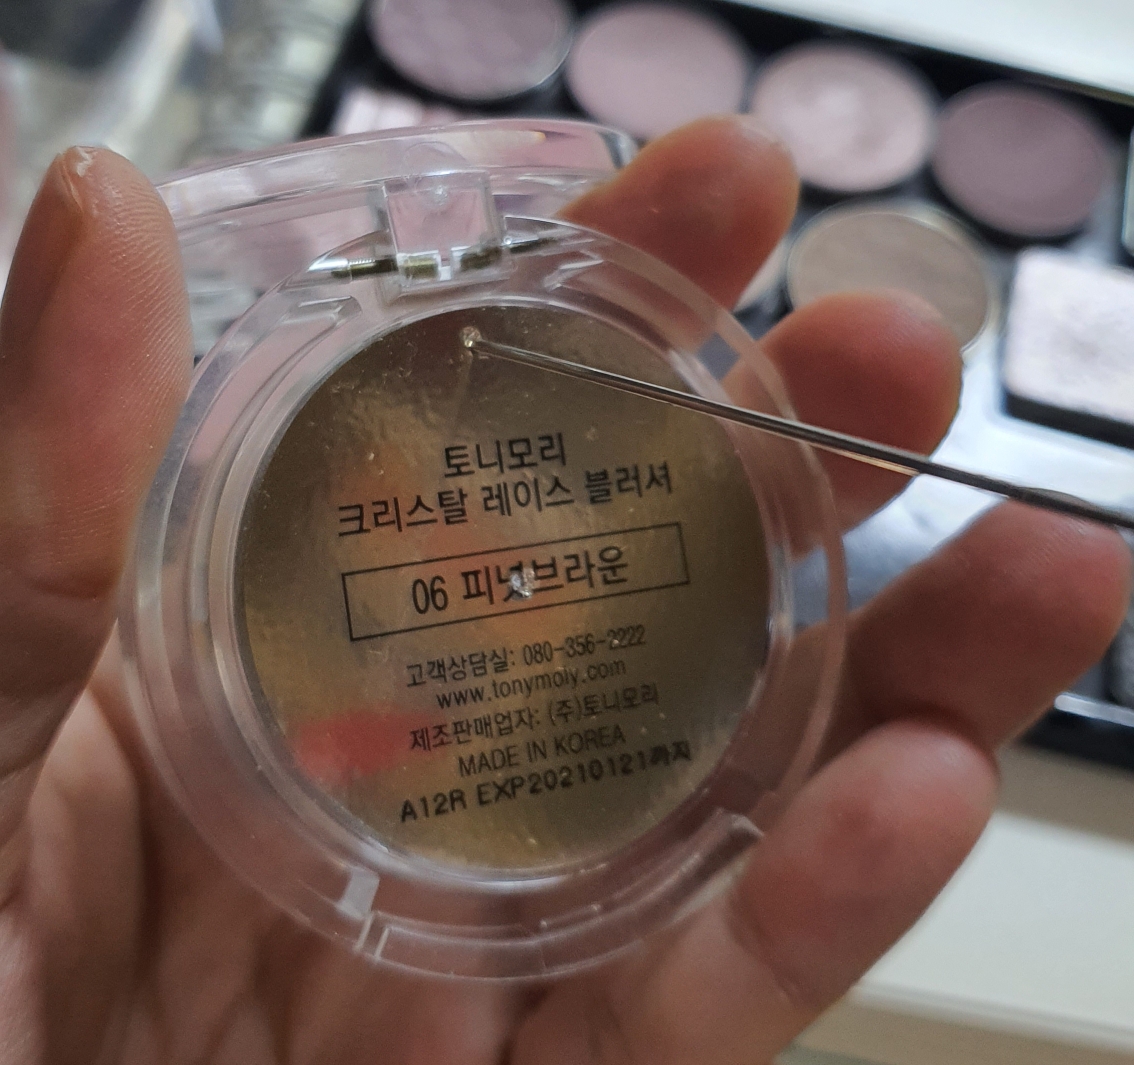 토니모리
크리스탈 레이스 블러셔
06 피넛브라운
고객상담실: 080-356-2222
www.tonymoly.com
제조판매업자: (주)토니모리
MADE IN KOREA
A12R EXP20210121까지